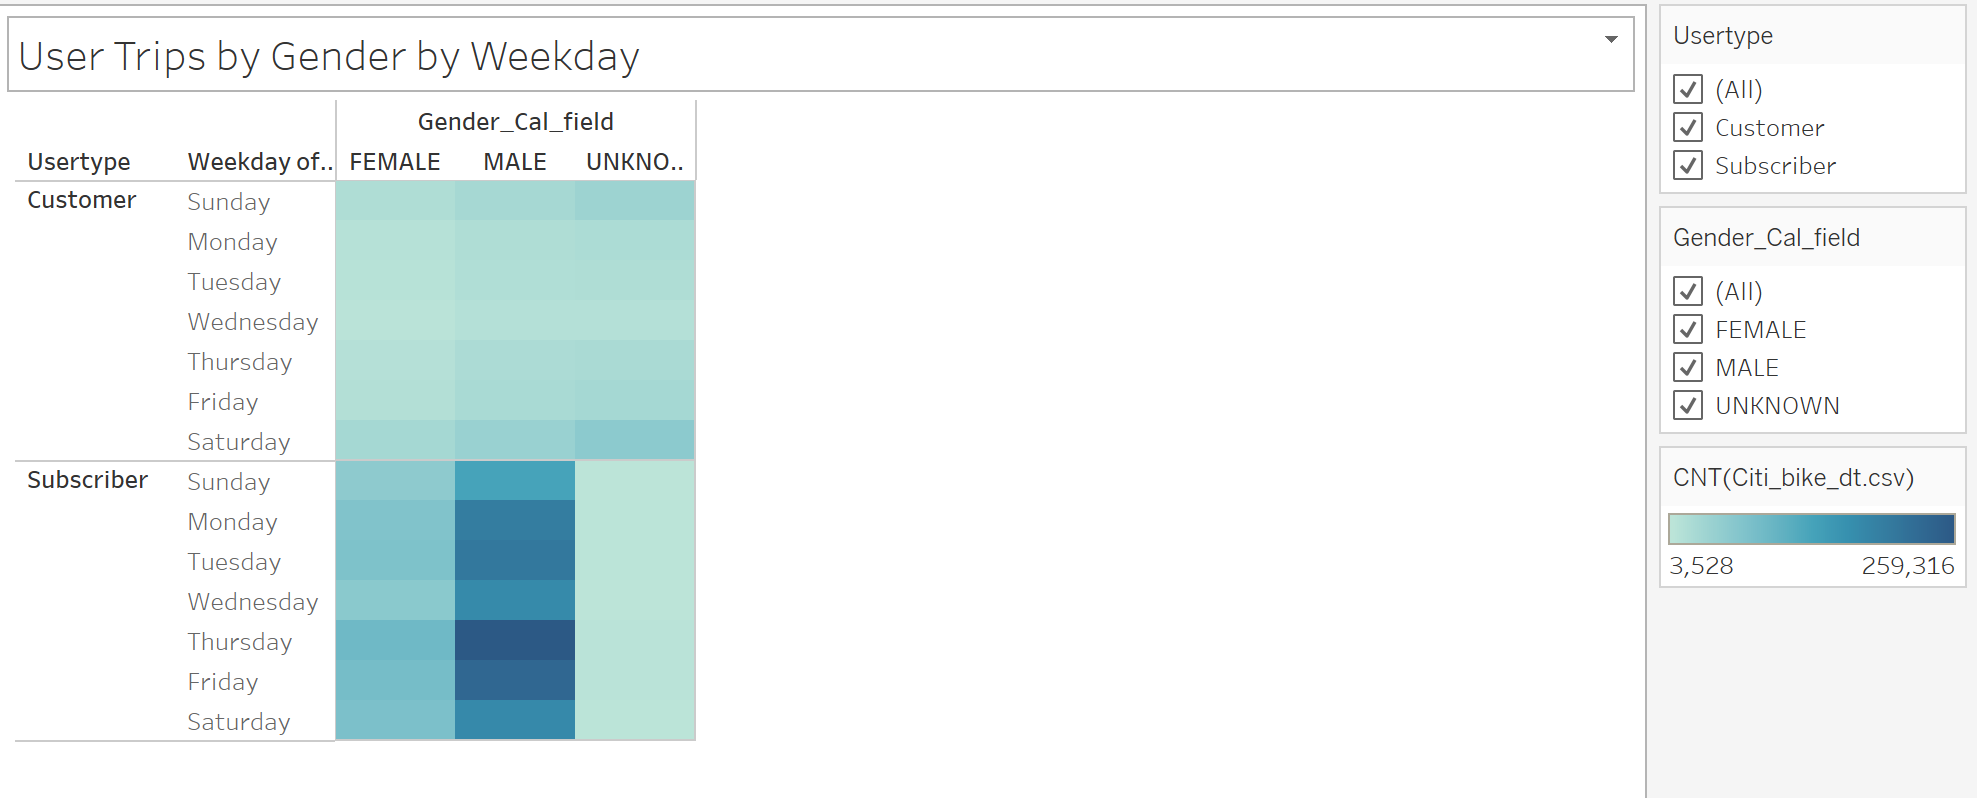 User Trips by Gender by Weekday
Gender_Cal_field
Usertype Weekday of.. FEMALE MALE UNKNO..
Customer Sunday
Monday
Tuesday
Wednesday
Thursday
Friday
Saturday
Subscriber Sunday
Monday
Tuesday
Wednesday
Thursday
Friday
Saturday
Usertype
(All)
Customer
Subscriber
Gender_Cal_field
(All)
FEMALE
MALE
UNKNOWN
CNT(Citi_bike_dt.csv)
3,528 259,316